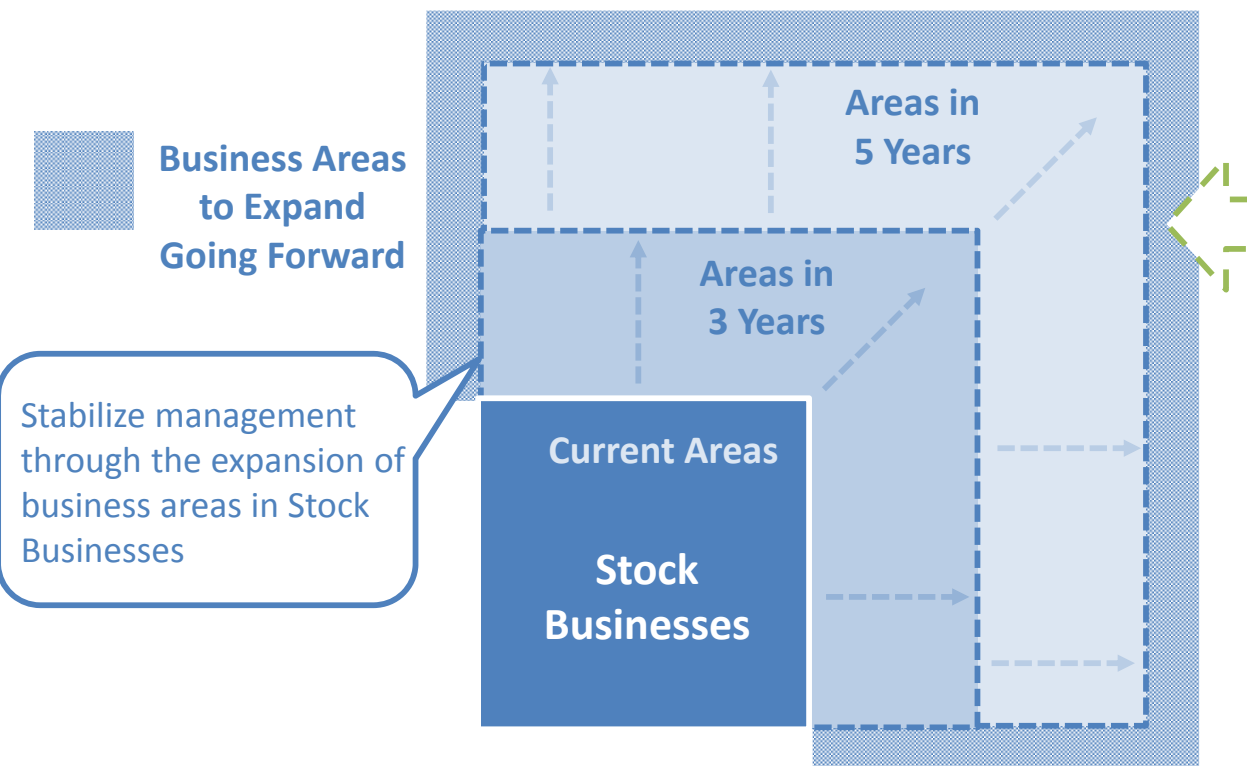 Business Areas
to Expand
Going Forward
Areas in
5 Years
Areas in
3 Years
Stabilize management
through the expansion of
business areas in Stock
Businesses
Current Areas
Stock
Businesses